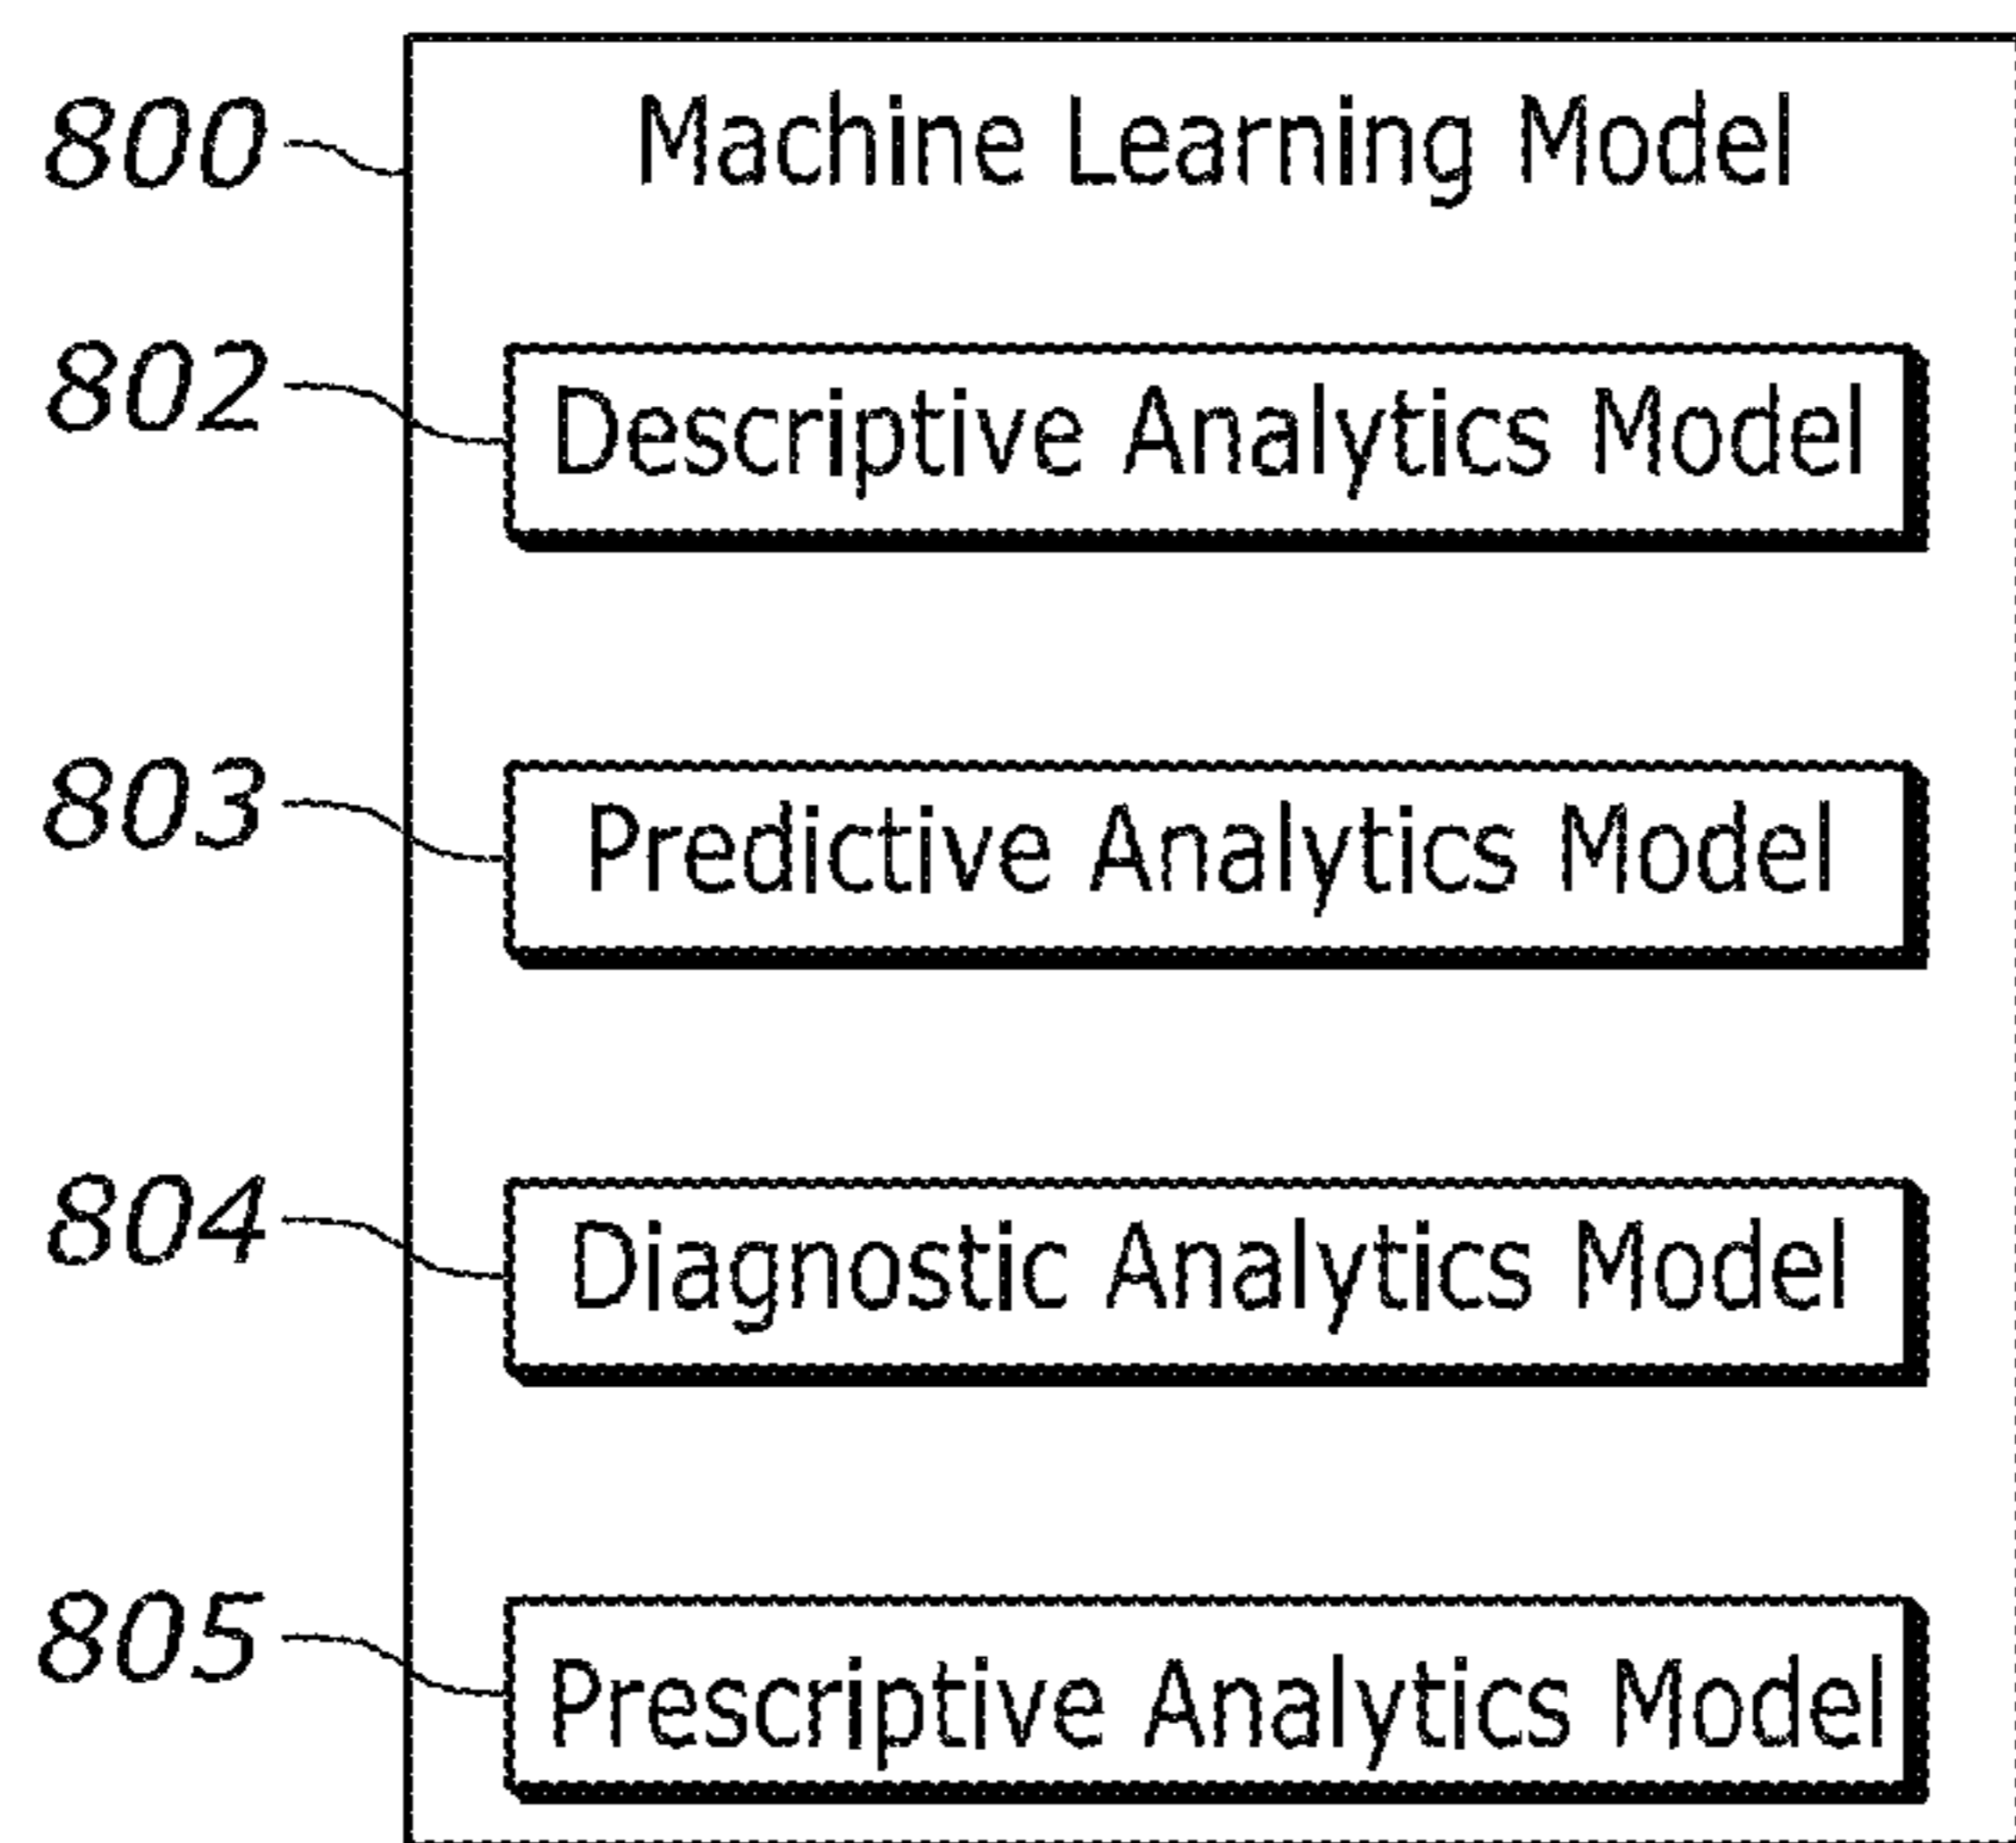 800 Machine Learning Model
802 Descriptive Analytics Model
803 Predictive Analytics Model
804 Diagnostic Analytics Model
805 Prescriptive Analytics Model